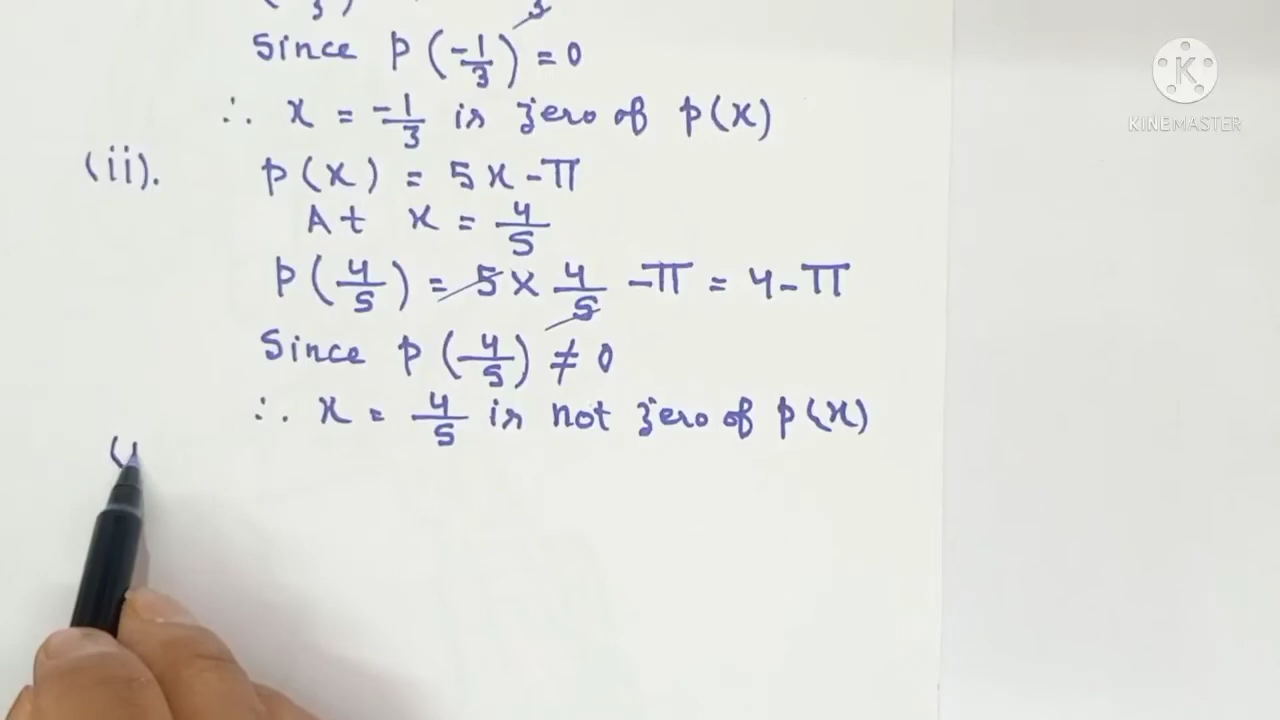 Since P(-1/3) = 0
∴ x = -1/3 is zero of P(x)
(ii). P(x) = 5x-π
At x = 4/5
P(4/5) = 5x 4/5 -π = 4-π
Since P(-4/5) ≠ 0
∴ x = 4/5 is not zero of P(x)
K
KINEMASTER